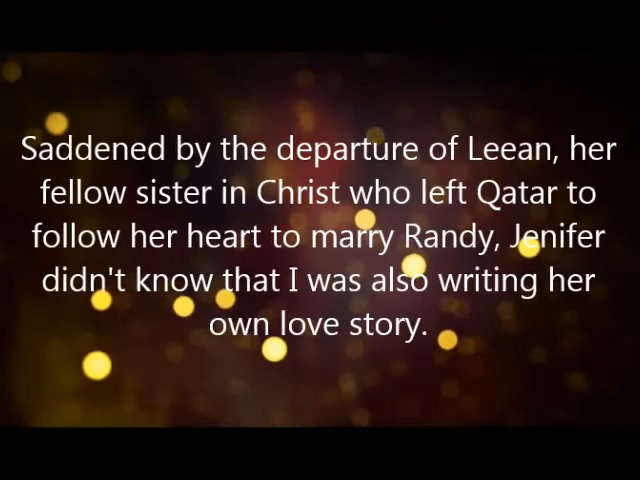 Saddened by the departure of Leean, her
fellow sister in Christ who left Qatar to
follow her heart to marry Randy, Jenifer
didn't know that I was also writing her
own love story.